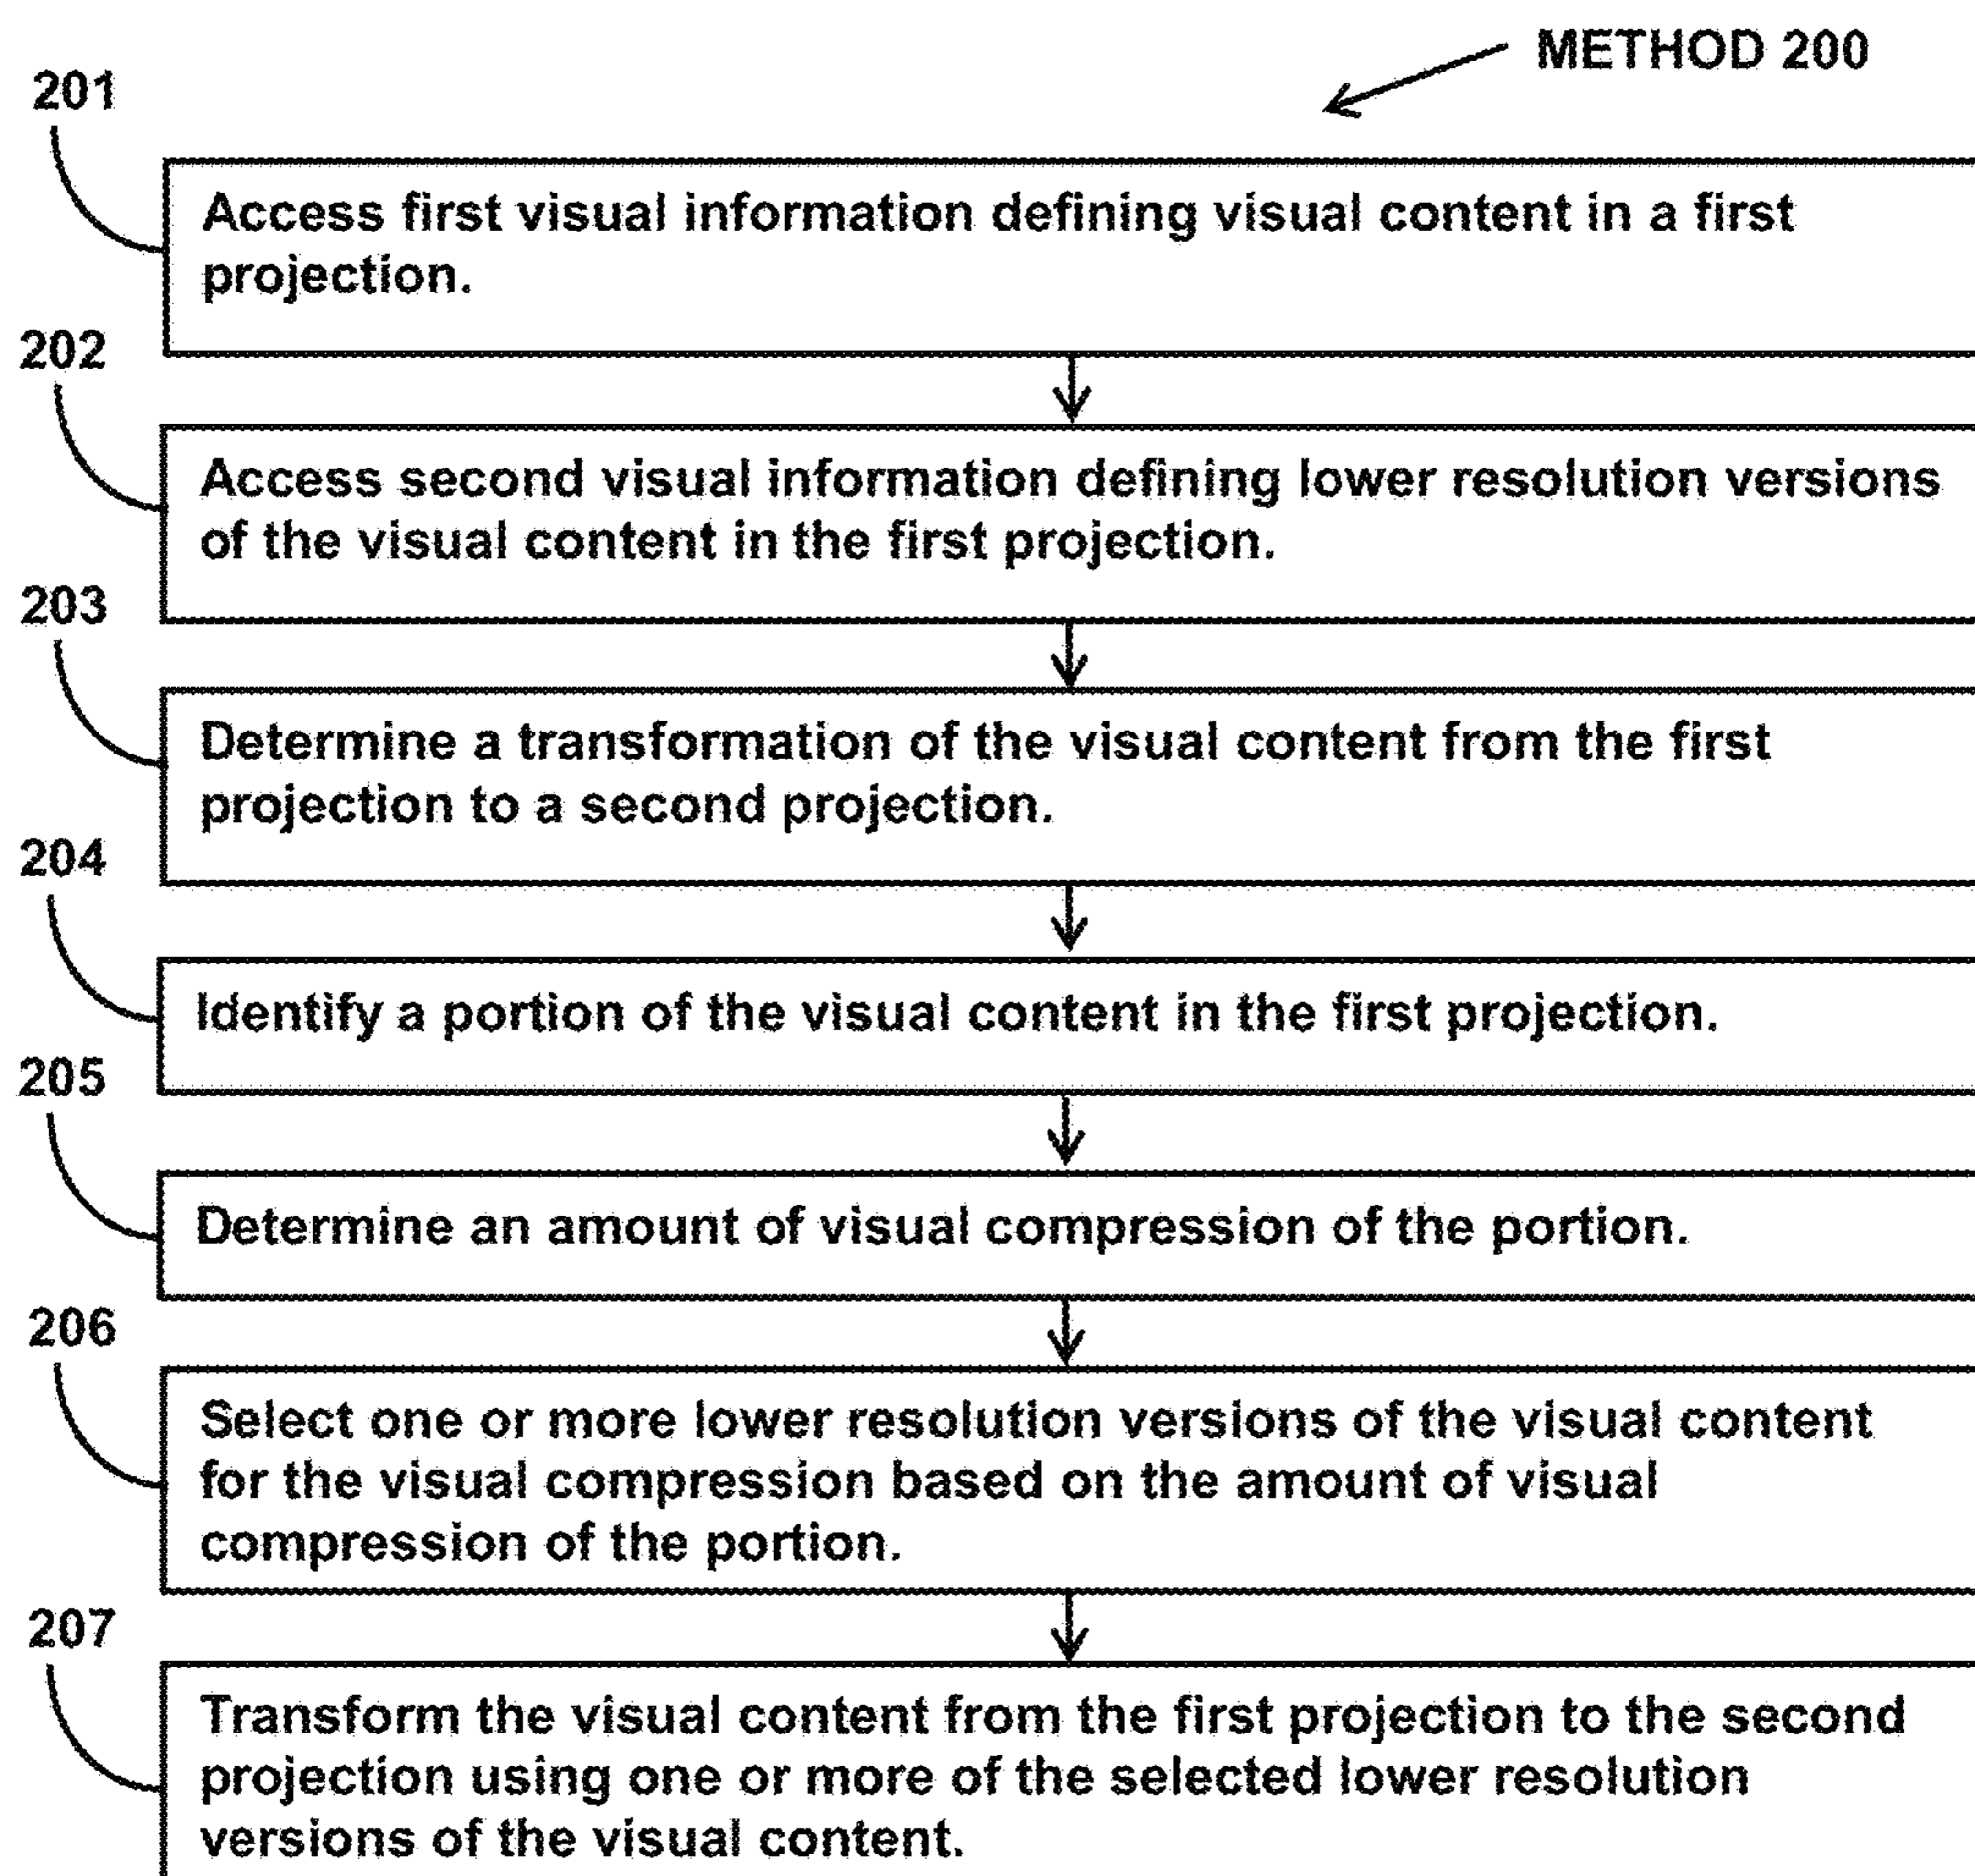 METHOD 200
201
Access first visual information defining visual content in a first
projection.
202
Access second visual information defining lower resolution versions
of the visual content in the first projection.
203
Determine a transformation of the visual content from the first
projection to a second projection.
204
Identify a portion of the visual content in the first projection.
205
Determine an amount of visual compression of the portion.
206
Select one or more lower resolution versions of the visual content
for the visual compression based on the amount of visual
compression of the portion.
207
Transform the visual content from the first projection to the second
projection using one or more of the selected lower resolution
versions of the visual content.